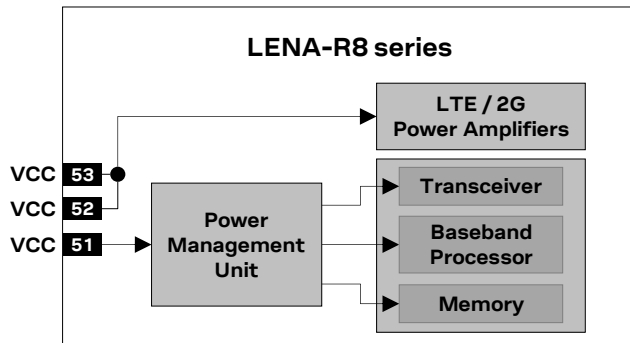 LENA-R8 series
LTE / 2G
Power Amplifiers
VCC 53
VCC 52
VCC 51
Power
Management
Unit
Transceiver
Baseband
Processor
Memory